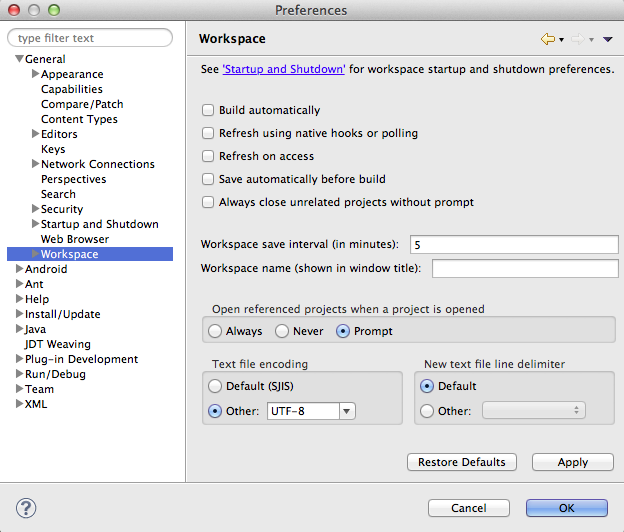 Preferences
type filter text
General
Appearance
Capabilities
Compare/Patch
Content Types
Editors
Keys
Network Connections
Perspectives
Search
Security
Startup and Shutdown
Web Browser
Workspace
Android
Ant
Help
Install/Update
Java
JDT Weaving
Plug-in Development
Run/Debug
Team
XML
Workspace
See 'Startup and Shutdown' for workspace startup and shutdown preferences.
Build automatically
Refresh using native hooks or polling
Refresh on access
Save automatically before build
Always close unrelated projects without prompt
Workspace save interval (in minutes): 5
Workspace name (shown in window title):
Open referenced projects when a project is opened
Always Never Prompt
Text file encoding
Default (SJIS)
Other: UTF-8
New text file line delimiter
Default
Other:
Restore Defaults Apply
? Cancel OK